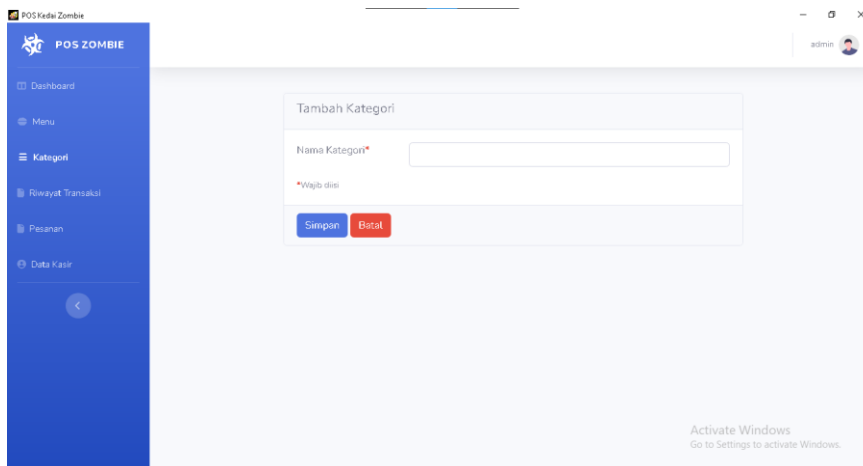 POS Kedai Zombie
POS ZOMBIE
admin
Dashboard
Menu
Kategori
Riwayat Transaksi
Pesanan
Data Kasir
Tambah Kategori
Nama Kategori*
*Wajib diisi
Simpan Batal
Activate Windows
Go to Settings to activate Windows.